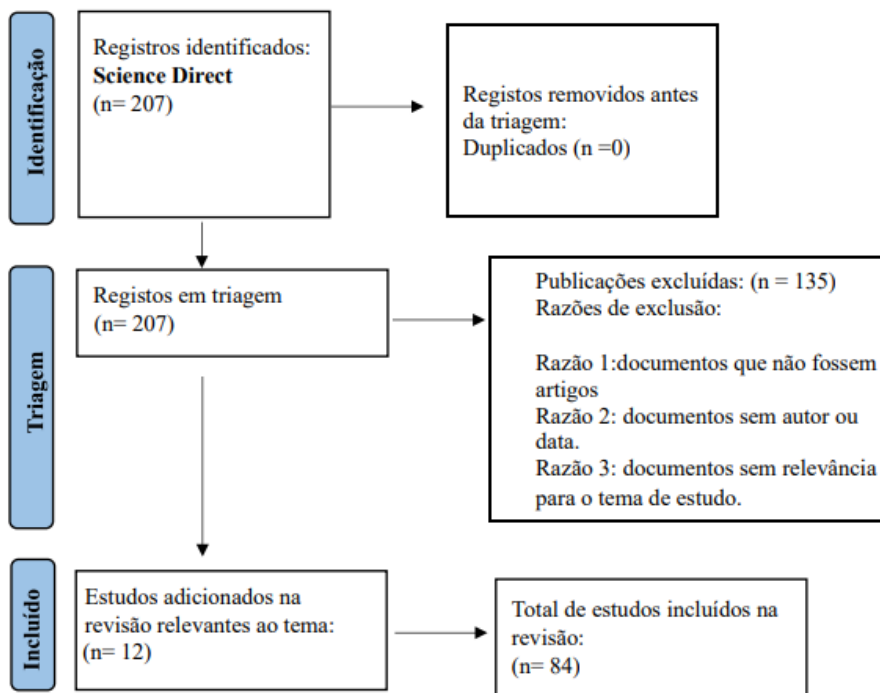 Identificação
Registros identificados:
Science Direct
(n= 207)
Registos removidos antes
da triagem:
Duplicados (n =0)
Triagem
Registos em triagem
(n= 207)
Publicações excluídas: (n = 135)
Razões de exclusão:
Razão 1:documentos que não fossem
artigos
Razão 2: documentos sem autor ou
data.
Razão 3: documentos sem relevância
para o tema de estudo.
Incluído
Estudos adicionados na
revisão relevantes ao tema:
(n= 12)
Total de estudos incluídos na
revisão:
(n= 84)